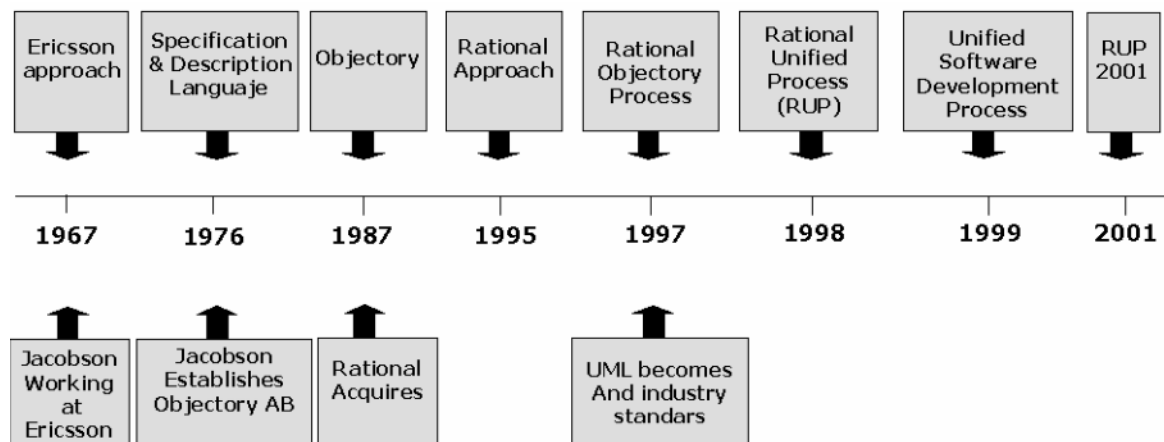 Ericsson
approach
Specification
& Description
Languaje
Objectory
Rational
Approach
Rational
Objectory
Process
Rational
Unified
Process
(RUP)
Unified
Software
Development
Process
RUP
2001
1967
1976
1987
1995
1997
1998
1999
2001
Jacobson
Working
at
Ericsson
Jacobson
Establishes
Objectory AB
Rational
Acquires
UML becomes
And industry
standars